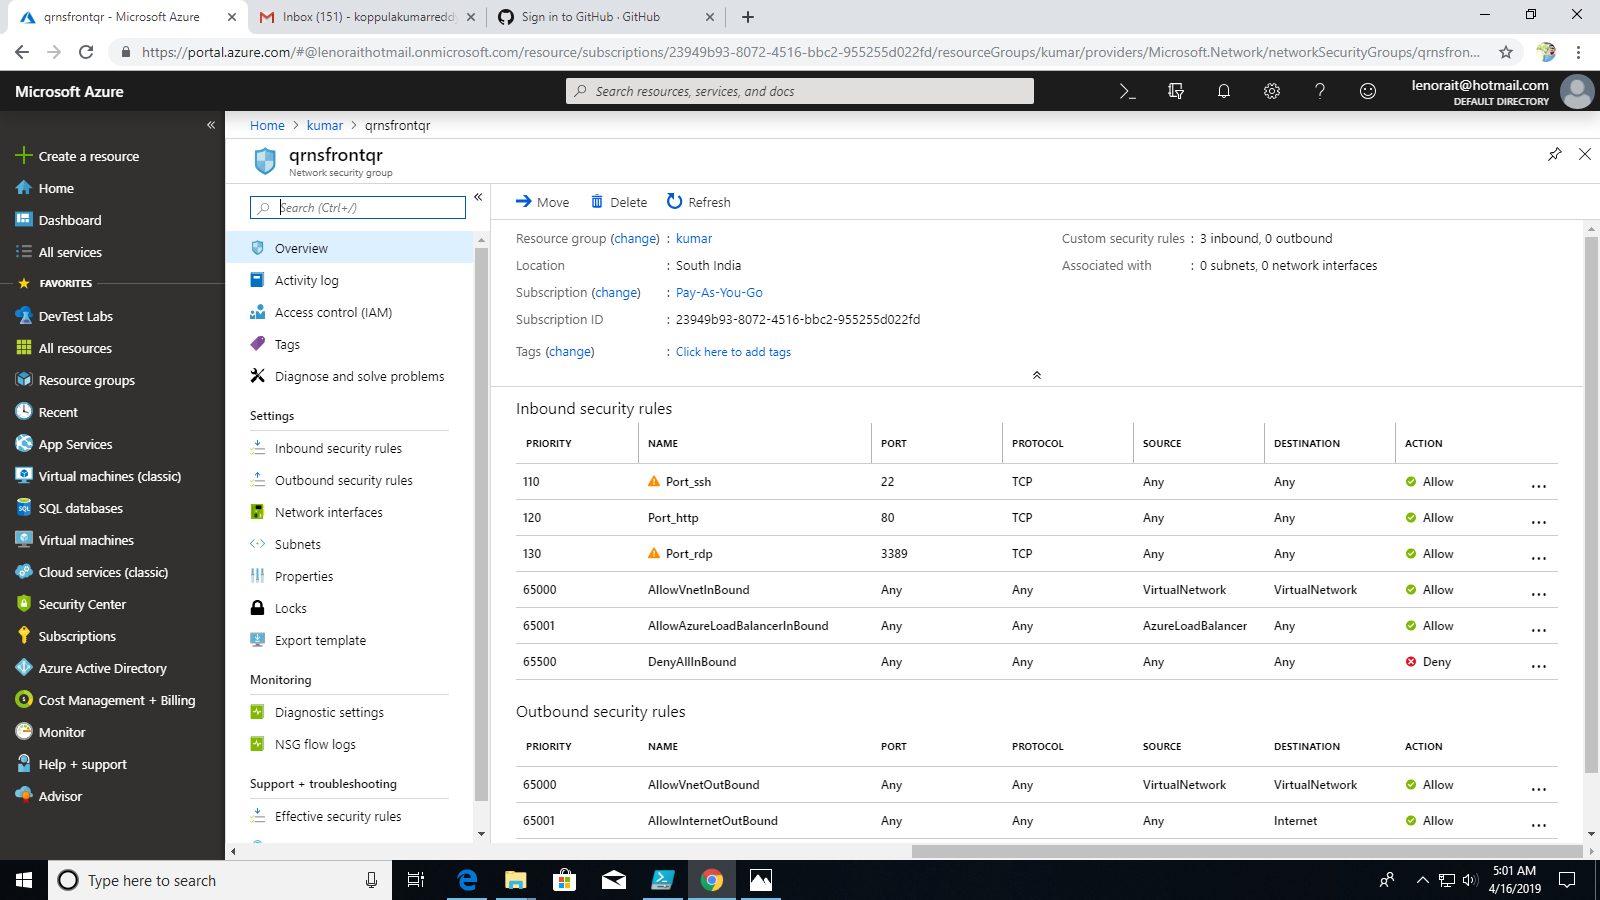 qrnsfrontqr - Microsoft Azure
Inbox (151) - koppulakumarreddy
Sign in to GitHub · GitHub
https://portal.azure.com/#@lenoraithotmail.onmicrosoft.com/resource/subscriptions/23949b93-8072-4516-bbc2-955255d022fd/resourceGroups/kumar/providers/Microsoft.Network/networkSecurityGroups/qrnsfron...
Microsoft Azure
Search resources, services, and docs
lenorait@hotmail.com
DEFAULT DIRECTORY
Create a resource
Home
Dashboard
All services
FAVORITES
DevTest Labs
All resources
Resource groups
Recent
App Services
Virtual machines (classic)
SQL databases
Virtual machines
Cloud services (classic)
Security Center
Subscriptions
Azure Active Directory
Cost Management + Billing
Monitor
Help + support
Advisor
Home > kumar > qrnsfrontqr
qrnsfrontqr
Network security group
Search (Ctrl+/)
Overview
Activity log
Access control (IAM)
Tags
Diagnose and solve problems
Settings
Inbound security rules
Outbound security rules
Network interfaces
Subnets
Properties
Locks
Export template
Monitoring
Diagnostic settings
NSG flow logs
Support + troubleshooting
Effective security rules
Move Delete Refresh
Resource group (change) : kumar
Location : South India
Subscription (change) : Pay-As-You-Go
Subscription ID : 23949b93-8072-4516-bbc2-955255d022fd
Tags (change) : Click here to add tags
Custom security rules : 3 inbound, 0 outbound
Associated with : 0 subnets, 0 network interfaces
Inbound security rules
PRIORITY NAME PORT PROTOCOL SOURCE DESTINATION ACTION
110 Port_ssh 22 TCP Any Any Allow ...
120 Port_http 80 TCP Any Any Allow ...
130 Port_rdp 3389 TCP Any Any Allow ...
65000 AllowVnetInBound Any Any VirtualNetwork VirtualNetwork Allow ...
65001 AllowAzureLoadBalancerInBound Any Any AzureLoadBalancer Any Allow ...
65500 DenyAllInBound Any Any Any Any Deny ...
Outbound security rules
PRIORITY NAME PORT PROTOCOL SOURCE DESTINATION ACTION
65000 AllowVnetOutBound Any Any VirtualNetwork VirtualNetwork Allow ...
65001 AllowInternetOutBound Any Any Any Internet Allow ...
Type here to search
5:01 AM
4/16/2019